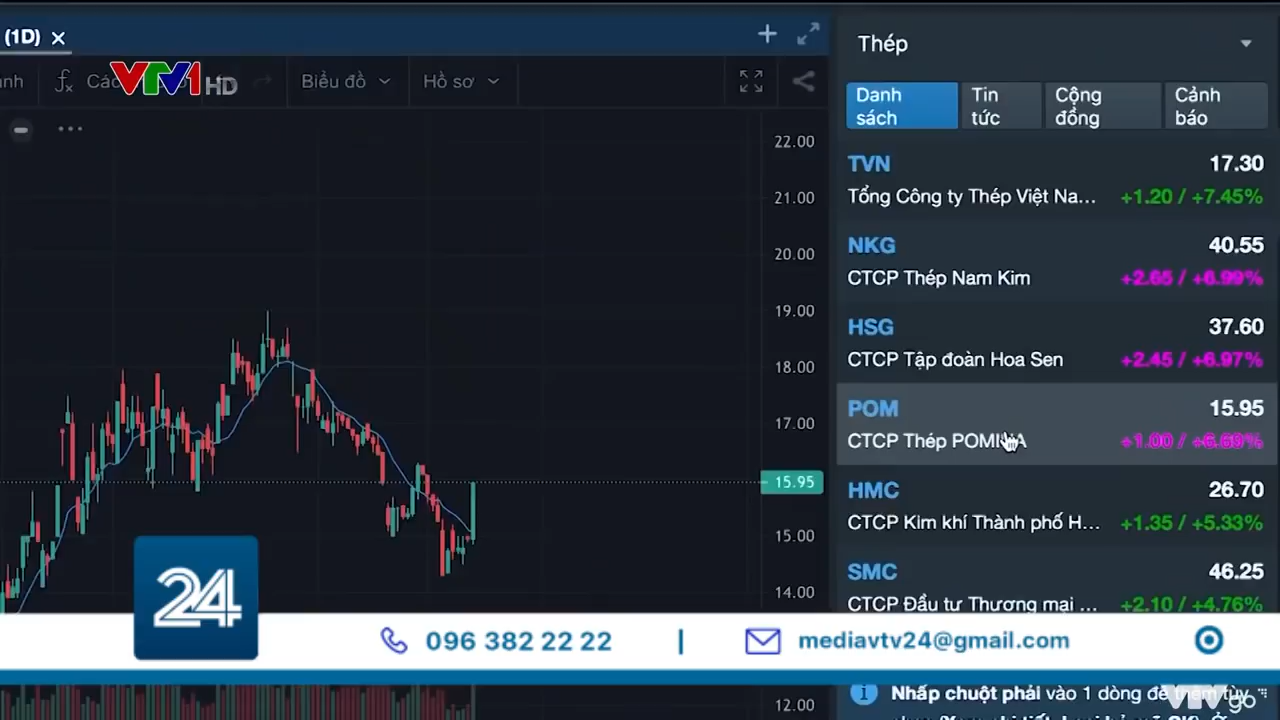 (1D)
VTV1 HD
Biểu đồ
Hồ sơ
22.00
21.00
20.00
19.00
18.00
17.00
15.95
15.00
14.00
12.00
Thép
Danh sách
Tin tức
Cộng đồng
Cảnh báo
TVN 17.30
Tổng Công ty Thép Việt Na... +1.20 / +7.45%
NKG 40.55
CTCP Thép Nam Kim +2.65 / +6.99%
HSG 37.60
CTCP Tập đoàn Hoa Sen +2.45 / +6.97%
POM 15.95
CTCP Thép POMINA +1.00 / +6.69%
HMC 26.70
CTCP Kim khí Thành phố H... +1.35 / +5.33%
SMC 46.25
CTCP Đầu tư Thương mại ... +2.10 / +4.76%
24
096 382 22 22 | mediavtv24@gmail.com
Nhấp chuột phải vào 1 dòng để thêm tùy
VTV go